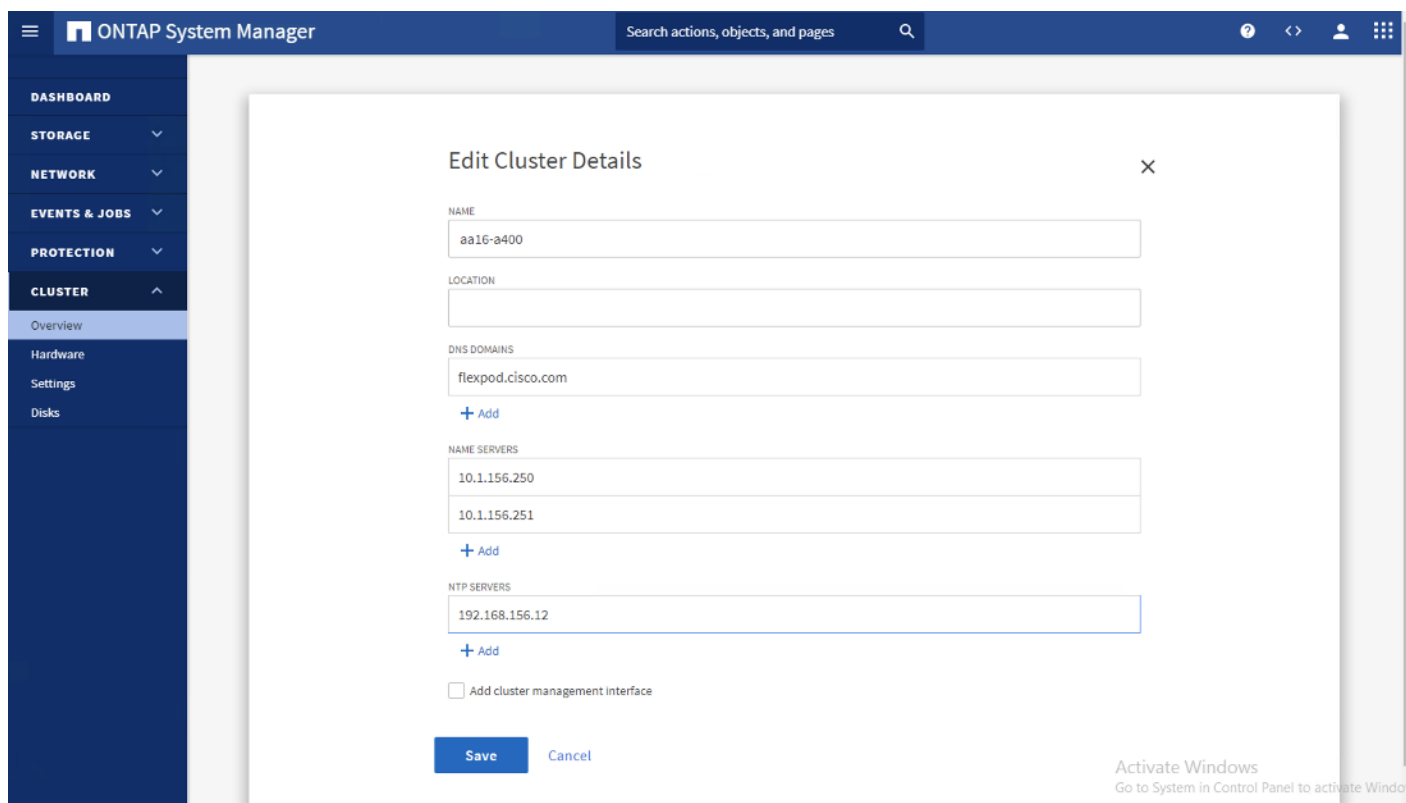 ONTAP System Manager
Search actions, objects, and pages
DASHBOARD
STORAGE
NETWORK
EVENTS & JOBS
PROTECTION
CLUSTER
Overview
Hardware
Settings
Disks
Edit Cluster Details
NAME
aa16-a400
LOCATION
DNS DOMAINS
flexpod.cisco.com
+ Add
NAME SERVERS
10.1.156.250
10.1.156.251
+ Add
NTP SERVERS
192.168.156.12
+ Add
Add cluster management interface
Save
Cancel
Activate Windows
Go to System in Control Panel to activate Windo